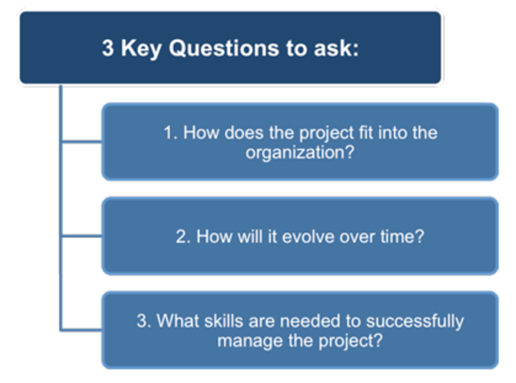 3 Key Questions to ask:
1. How does the project fit into the
organization?
2. How will it evolve over time?
3. What skills are needed to successfully
manage the project?